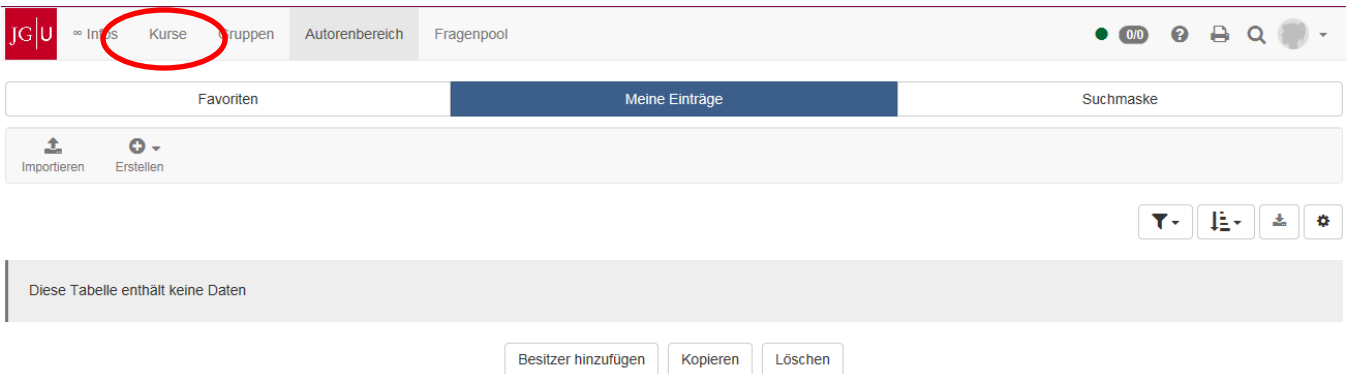 JG|U ∞ Infos Kurse Gruppen Autorenbereich Fragenpool 0/0
Favoriten Meine Einträge Suchmaske
Importieren Erstellen
Diese Tabelle enthält keine Daten
Besitzer hinzufügen Kopieren Löschen